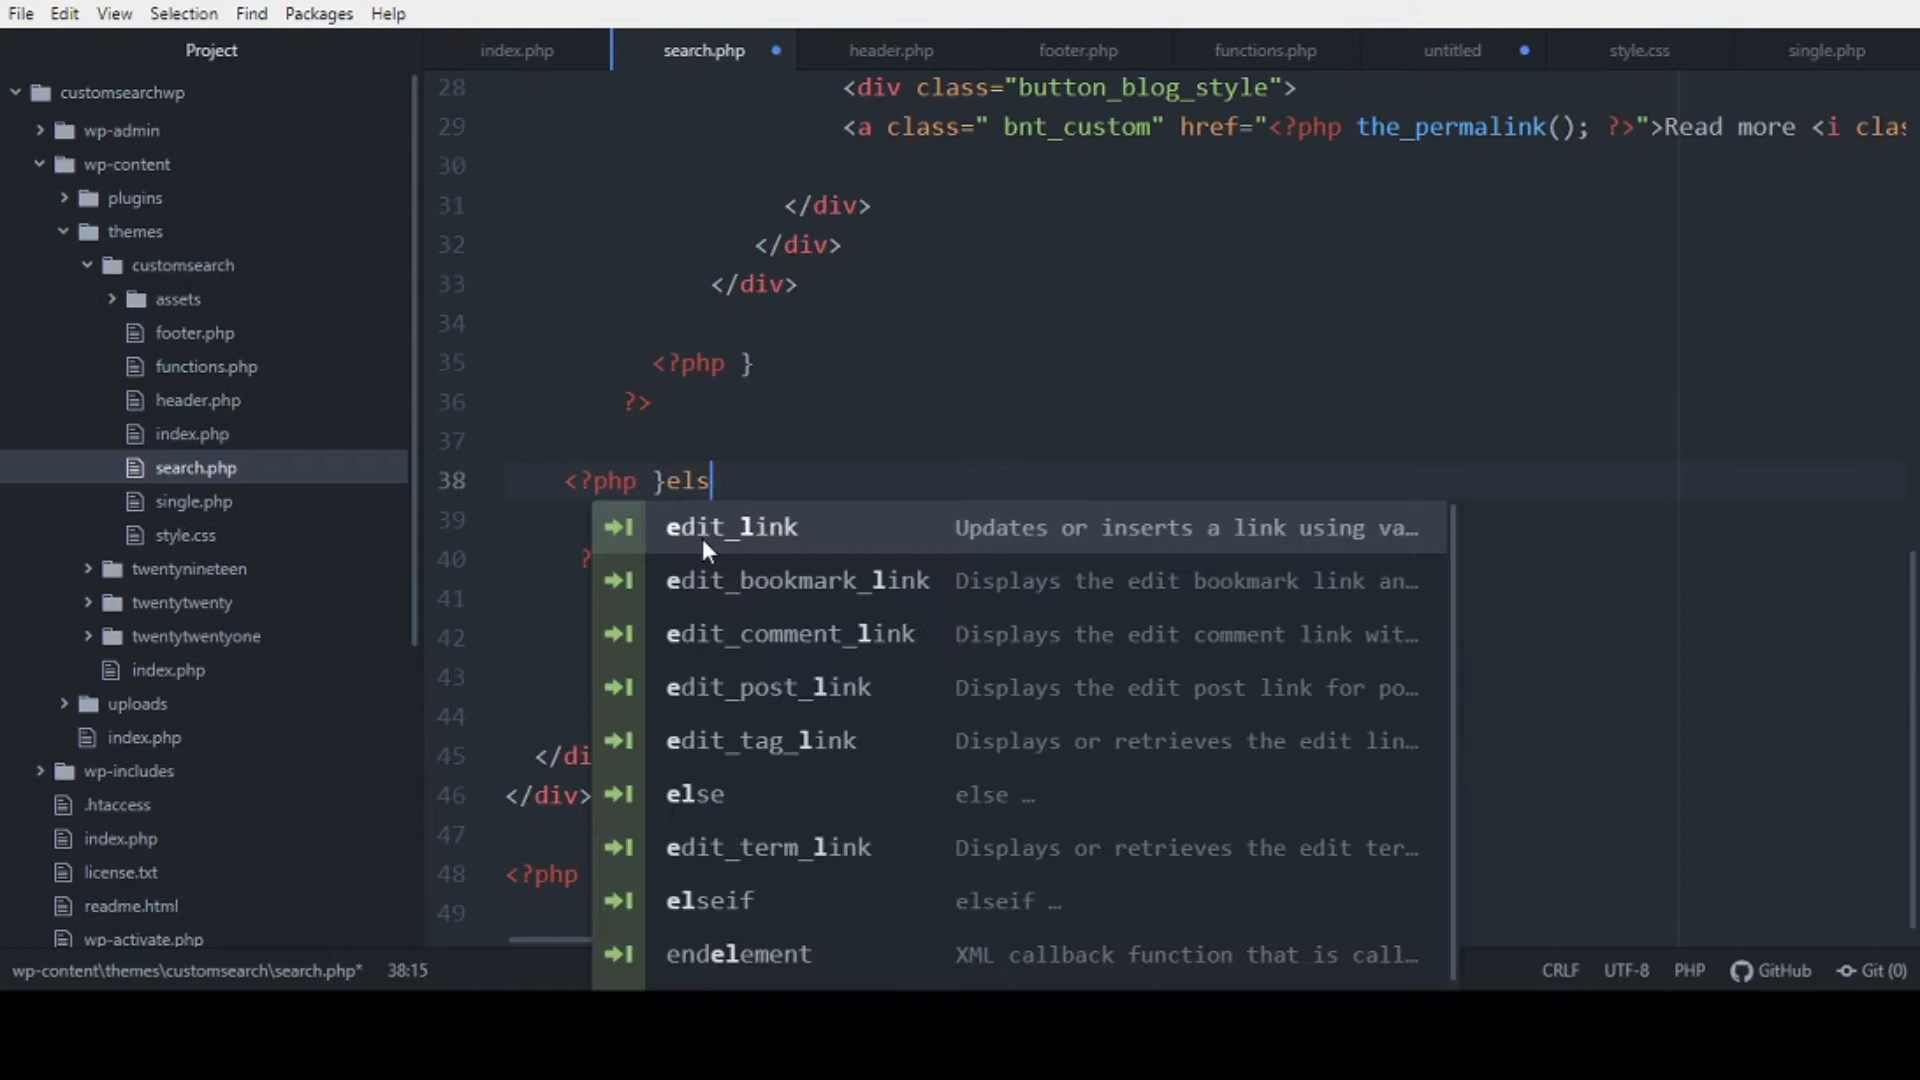 File Edit View Selection Find Packages Help
Project
index.php search.php header.php footer.php functions.php untitled style.css single.php
customsearchwp
wp-admin
wp-content
plugins
themes
customsearch
assets
footer.php
functions.php
header.php
index.php
search.php
single.php
style.css
twentynineteen
twentytwenty
twentytwentyone
index.php
uploads
index.php
wp-includes
.htaccess
index.php
license.txt
readme.html
wp-activate.php
28 <div class="button_blog_style">
29 <a class=" bnt_custom" href="<?php the_permalink(); ?>">Read more <i clas
30
31 </div>
32 </div>
33 </div>
34
35 <?php }
36 ?>
37
38 <?php }els
39
40 ?
41
42
43
44
45 </di
46 </div>
47
48 <?php
49
edit_link Updates or inserts a link using va…
edit_bookmark_link Displays the edit bookmark link an…
edit_comment_link Displays the edit comment link wit…
edit_post_link Displays the edit post link for po…
edit_tag_link Displays or retrieves the edit lin…
else else …
edit_term_link Displays or retrieves the edit ter…
elseif elseif …
endelement XML callback function that is call…
wp-content\themes\customsearch\search.php* 38:15 CRLF UTF-8 PHP GitHub Git (0)